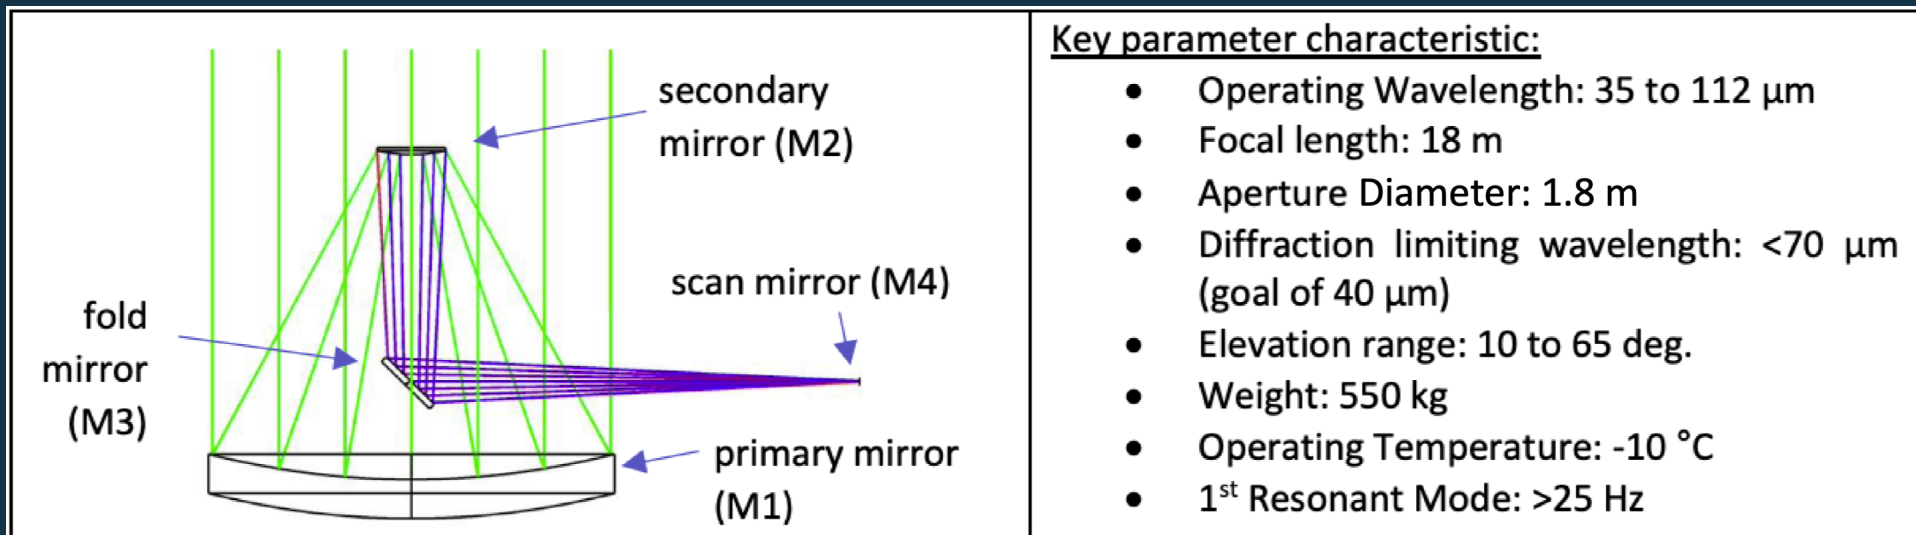 secondary
mirror (M2)
scan mirror (M4)
fold
mirror
(M3)
primary mirror
(M1)
Key parameter characteristic:
• Operating Wavelength: 35 to 112 µm
• Focal length: 18 m
• Aperture Diameter: 1.8 m
• Diffraction limiting wavelength: <70 µm
(goal of 40 µm)
• Elevation range: 10 to 65 deg.
• Weight: 550 kg
• Operating Temperature: -10 °C
• 1st Resonant Mode: >25 Hz